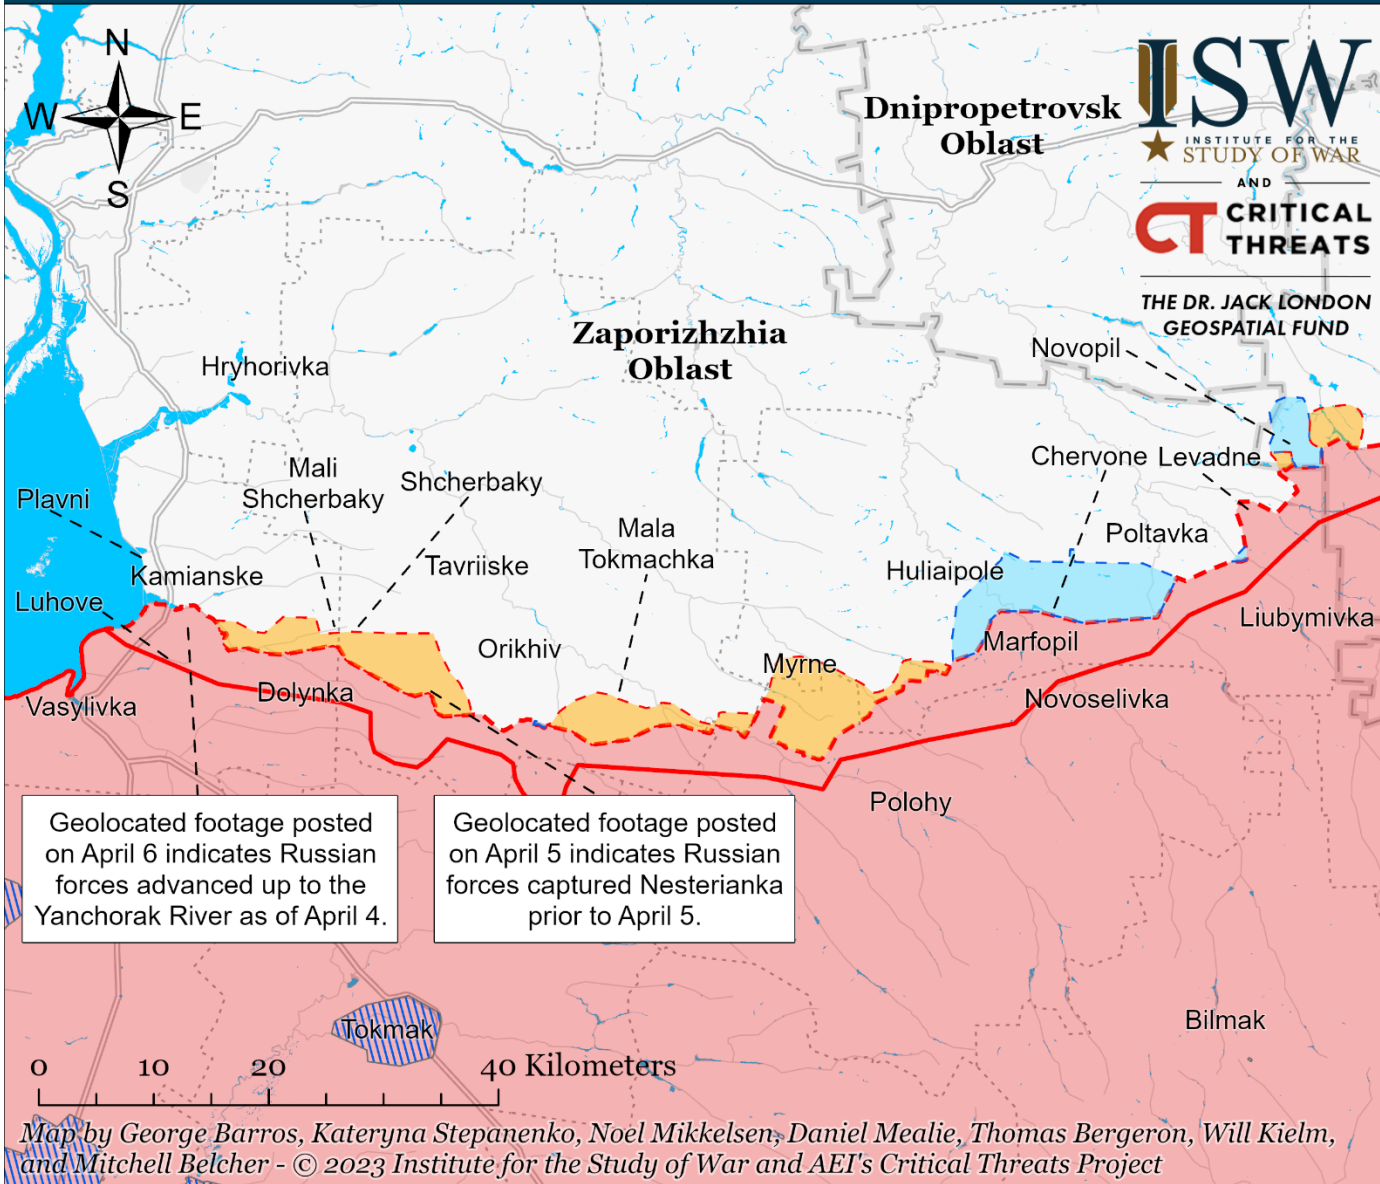 N
W
E
S
Dnipropetrovsk
Oblast
ISW
INSTITUTE FOR THE
STUDY OF WAR
AND
CT CRITICAL
THREATS
THE DR. JACK LONDON
GEOSPATIAL FUND
Zaporizhzhia
Oblast
Novopil
Hryhorivka
Chervone
Levadne
Mali
Shcherbaky
Shcherbaky
Plavni
Mala
Tokmachka
Poltavka
Tavriiske
Huliaipole
Kamianske
Luhove
Liubymivka
Orikhiv
Marfopil
Myrne
Dolynka
Novoselivka
Vasylivka
Polohy
Geolocated footage posted
on April 6 indicates Russian
forces advanced up to the
Yanchorak River as of April 4.
Geolocated footage posted
on April 5 indicates Russian
forces captured Nesterianka
prior to April 5.
Tokmak
Bilmak
0 10 20 40 Kilometers
Map by George Barros, Kateryna Stepanenko, Noel Mikkelsen, Daniel Mealie, Thomas Bergeron, Will Kielm,
and Mitchell Belcher - © 2023 Institute for the Study of War and AEI's Critical Threats Project